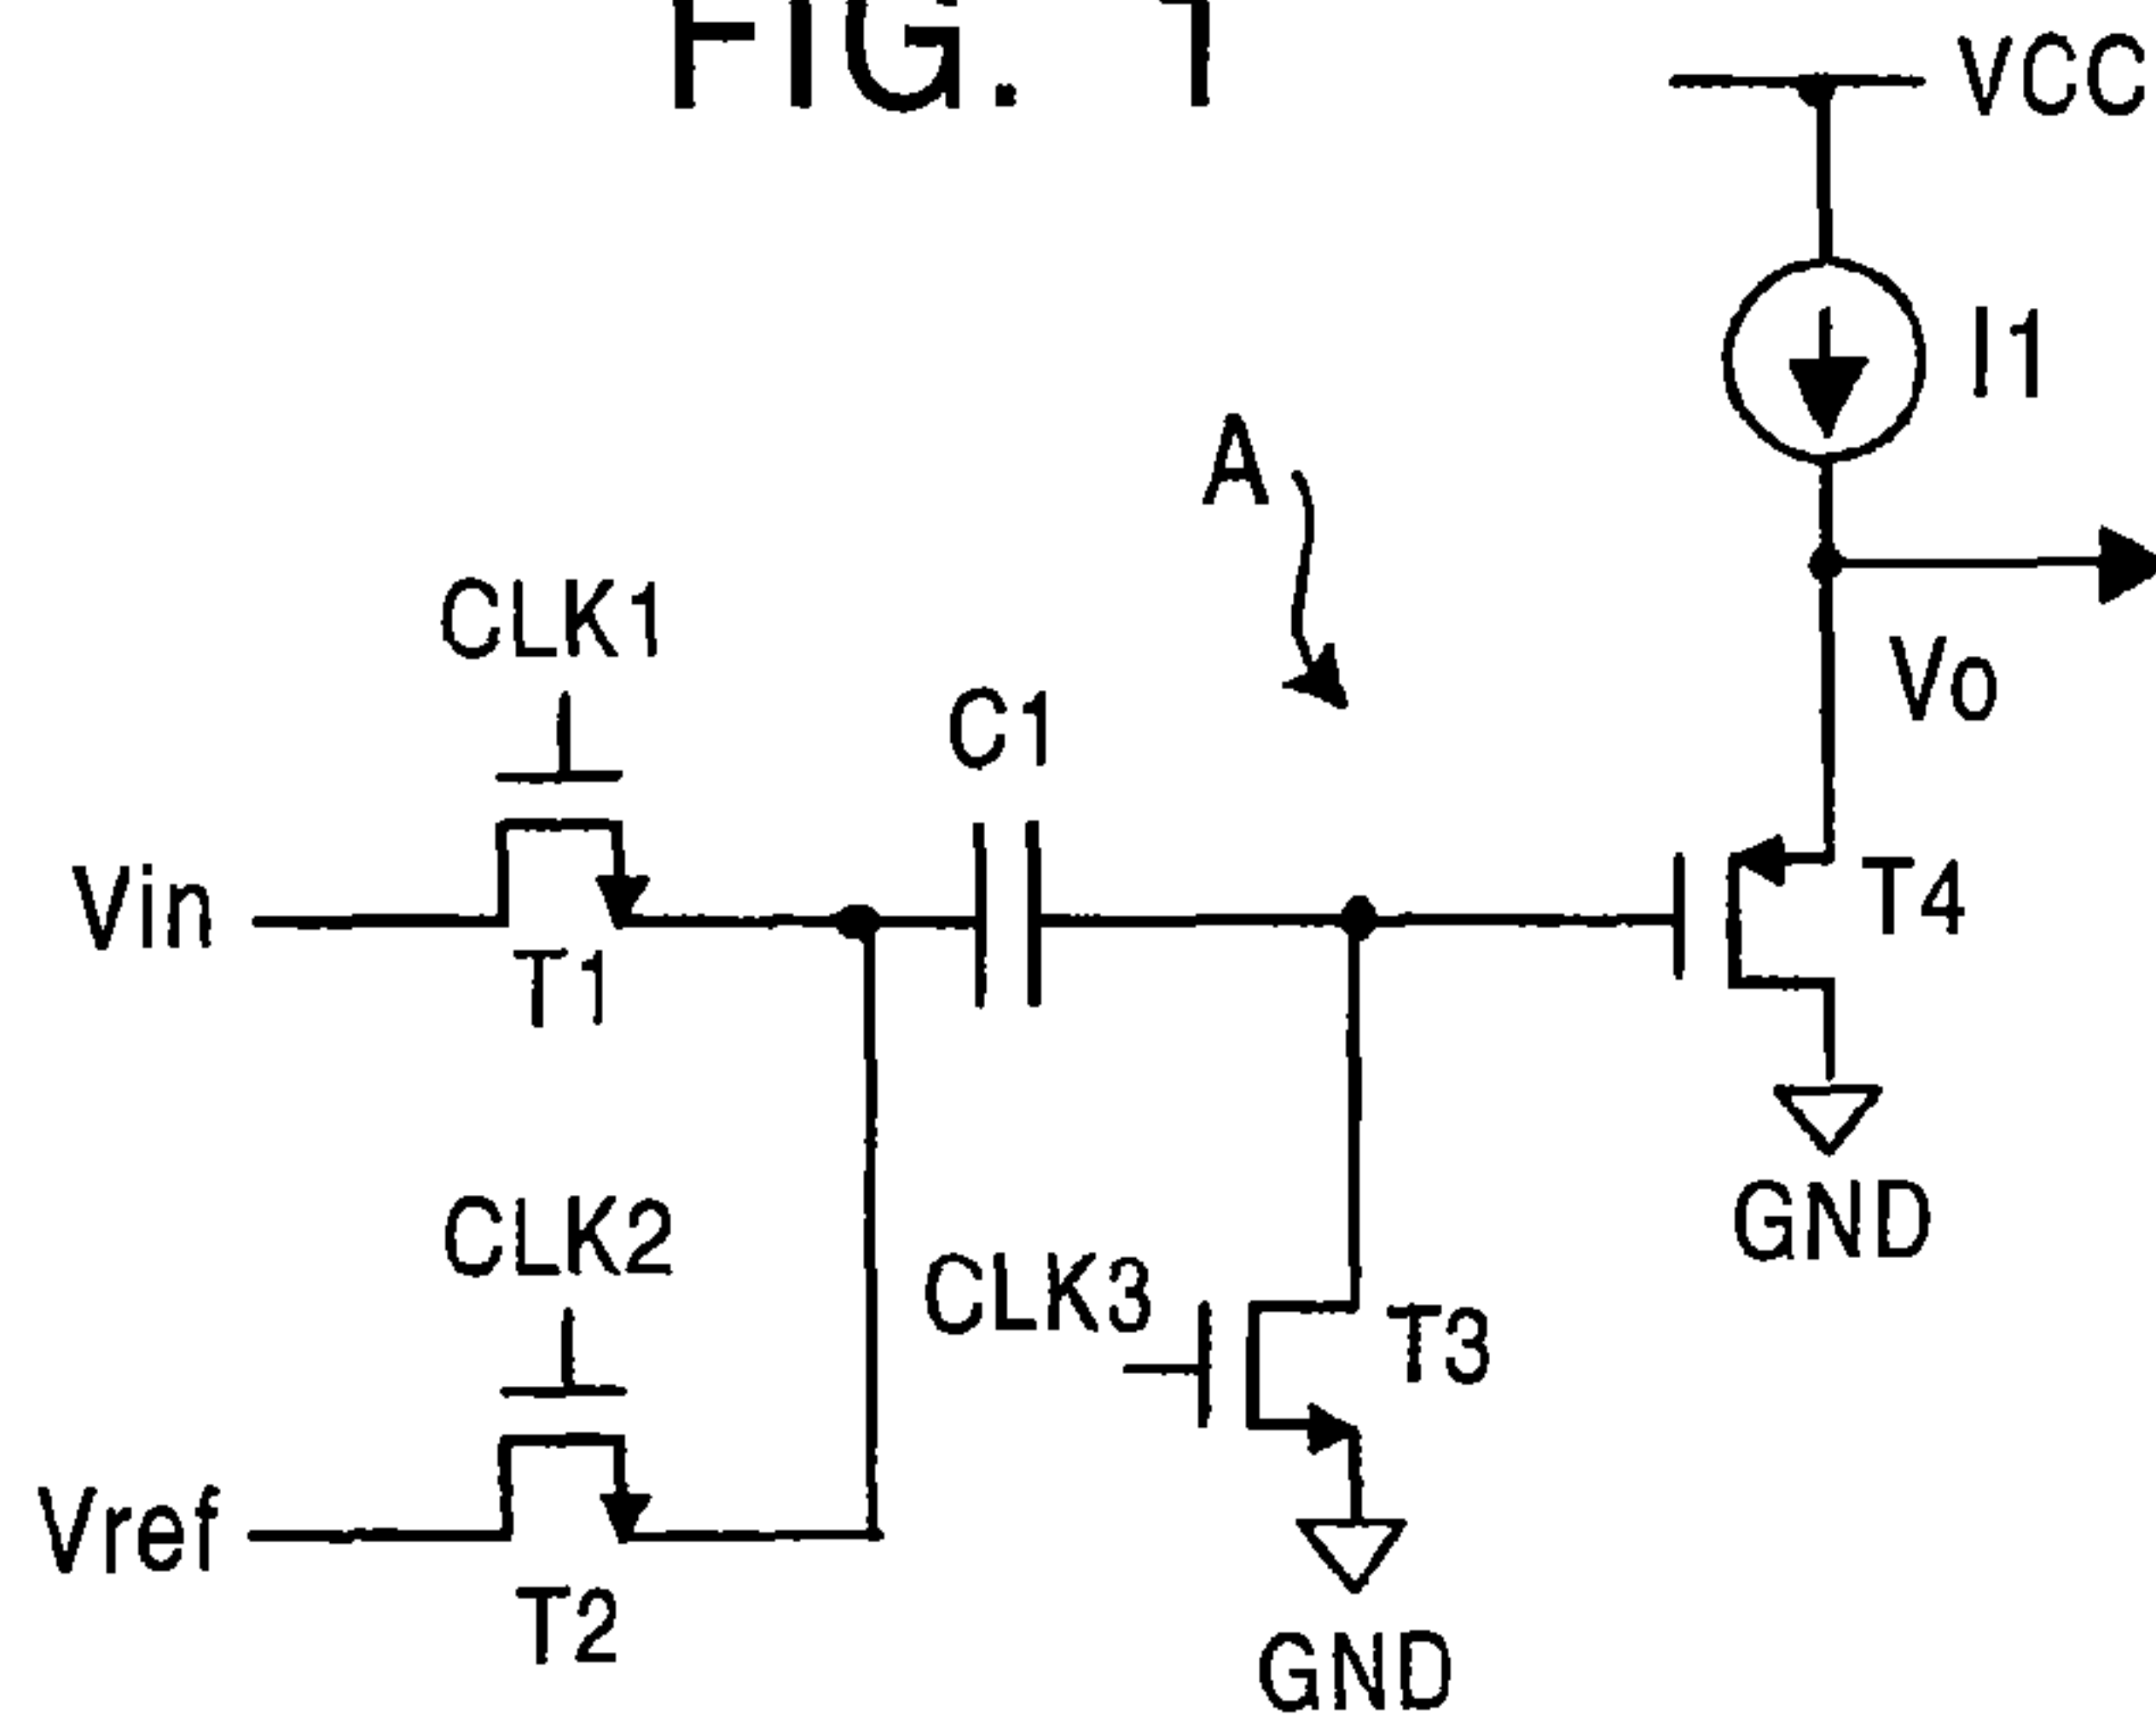 FIG. 1
VCC
I1
A
CLK1
C1
Vo
Vin
T1
T4
CLK2
GND
CLK3
T3
Vref
T2
GND